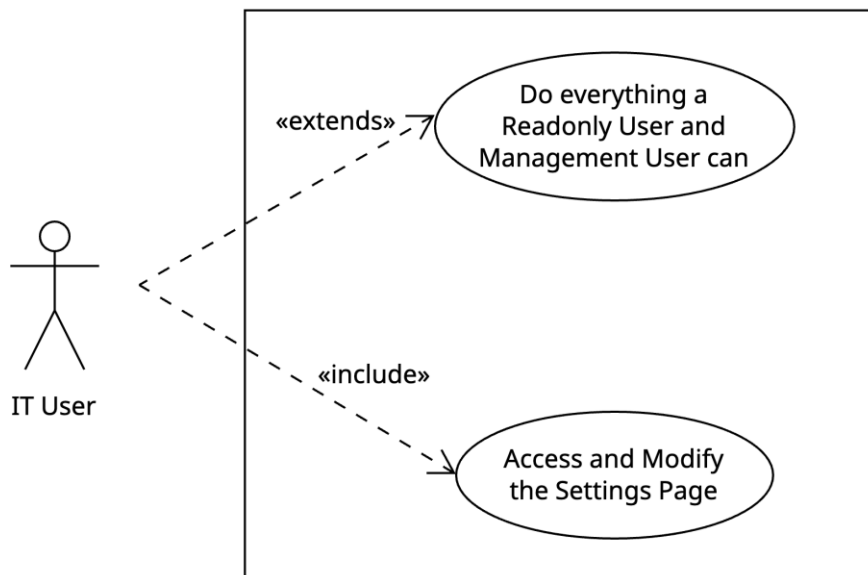 Do everything a
Readonly User and
Management User can
«extends»
«include»
IT User
Access and Modify
the Settings Page